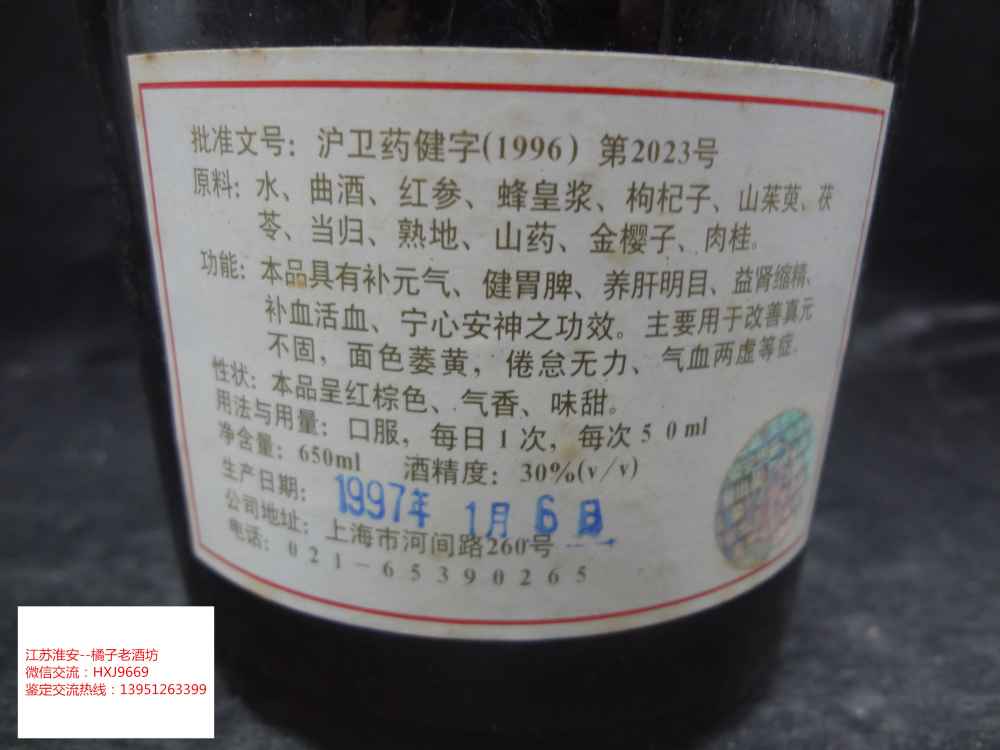 批准文号：沪卫药健字(1996) 第2023号
原料：水、曲酒、红参、蜂皇浆、枸杞子、山茱萸、茯
苓、当归、熟地、山药、金樱子、肉桂。
功能：本品具有补元气、健胃脾、养肝明目、益肾缩精、
补血活血、宁心安神之功效。主要用于改善真元
不固，面色萎黄，倦怠无力、气血两虚等症.
性状：本品呈红棕色、气香、味甜。
用法与用量：口服，每日1次，每次50ml
净含量：650ml 酒精度：30%(v/v)
生产日期：1997年1月6日
公司地址：上海市河间路260号
电话：021-65390265
江苏淮安--橘子老酒坊
微信交流：HXJ9669
鉴定交流热线：13951263399